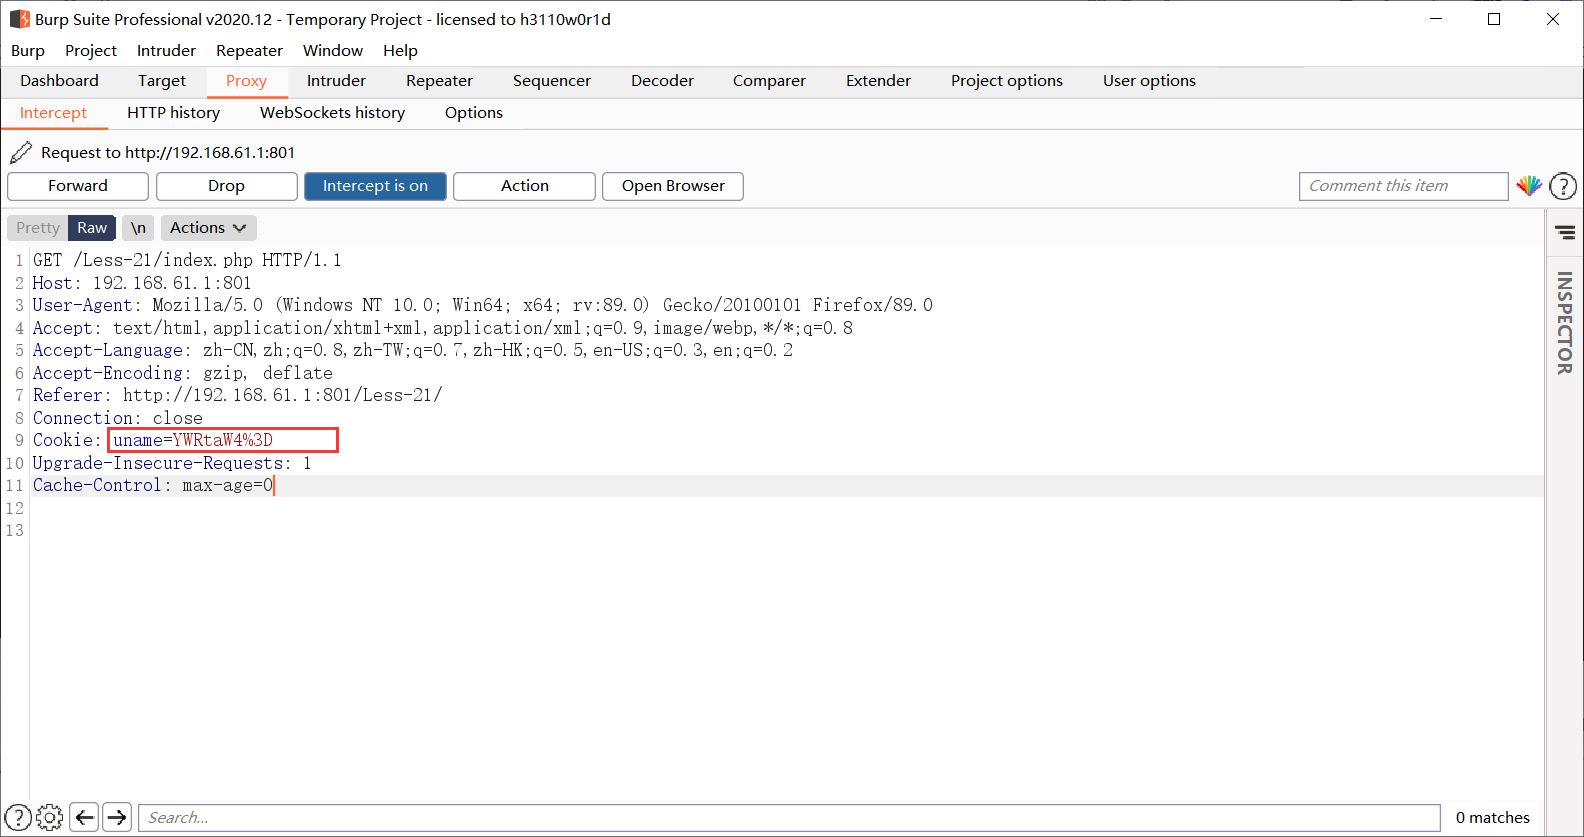 Burp Suite Professional v2020.12 - Temporary Project - licensed to h3110w0r1d
Burp Project Intruder Repeater Window Help
Dashboard Target Proxy Intruder Repeater Sequencer Decoder Comparer Extender Project options User options
Intercept HTTP history WebSockets history Options
Request to http://192.168.61.1:801
Forward Drop Intercept is on Action Open Browser Comment this item ?
Pretty Raw \n Actions
INSPECTOR
1 GET /Less-21/index.php HTTP/1.1
2 Host: 192.168.61.1:801
3 User-Agent: Mozilla/5.0 (Windows NT 10.0; Win64; x64; rv:89.0) Gecko/20100101 Firefox/89.0
4 Accept: text/html,application/xhtml+xml,application/xml;q=0.9,image/webp,*/*;q=0.8
5 Accept-Language: zh-CN,zh;q=0.8,zh-TW;q=0.7,zh-HK;q=0.5,en-US;q=0.3,en;q=0.2
6 Accept-Encoding: gzip, deflate
7 Referer: http://192.168.61.1:801/Less-21/
8 Connection: close
9 Cookie: uname=YWRtaW4%3D
10 Upgrade-Insecure-Requests: 1
11 Cache-Control: max-age=0
12
13
? Search... 0 matches